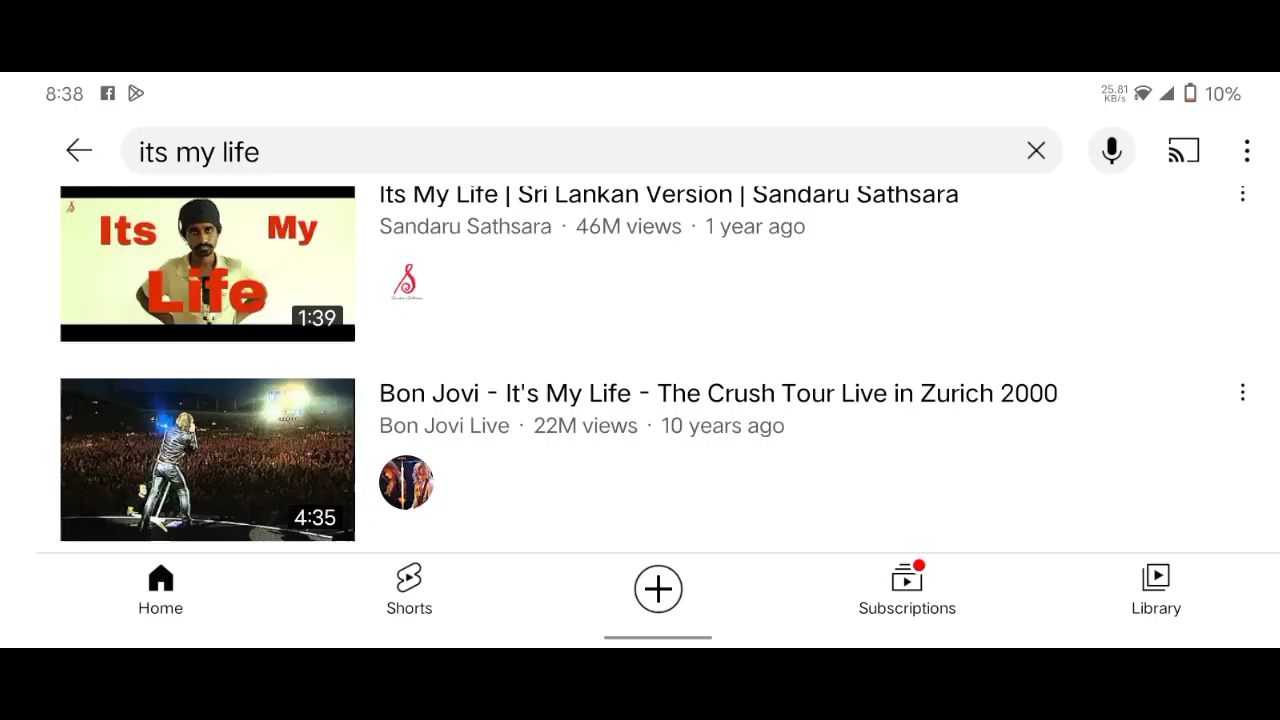 8:38
25.81 KB/s
10%
its my life
Its My Life | Sri Lankan Version | Sandaru Sathsara
Sandaru Sathsara · 46M views · 1 year ago
Its My
Life
1:39
Bon Jovi - It's My Life - The Crush Tour Live in Zurich 2000
Bon Jovi Live · 22M views · 10 years ago
4:35
Home
Shorts
Subscriptions
Library